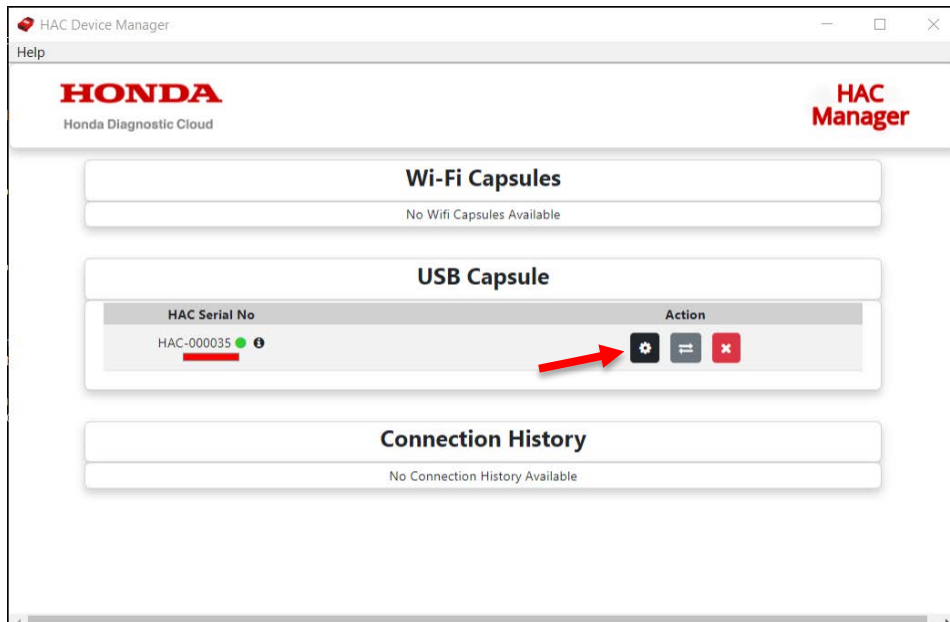 HAC Device Manager
Help
HONDA
Honda Diagnostic Cloud
HAC
Manager
Wi-Fi Capsules
No Wifi Capsules Available
USB Capsule
HAC Serial No
Action
HAC-000035
Connection History
No Connection History Available